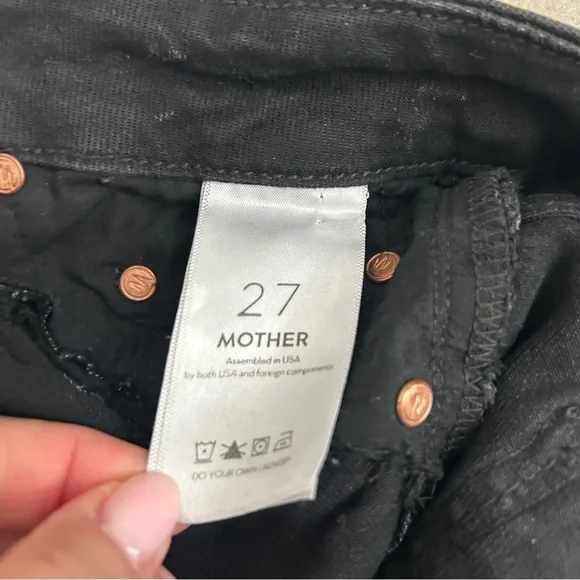 27
MOTHER
Assembled in USA
by both USA and foreign components
DO YOUR OWN LAUNDRY